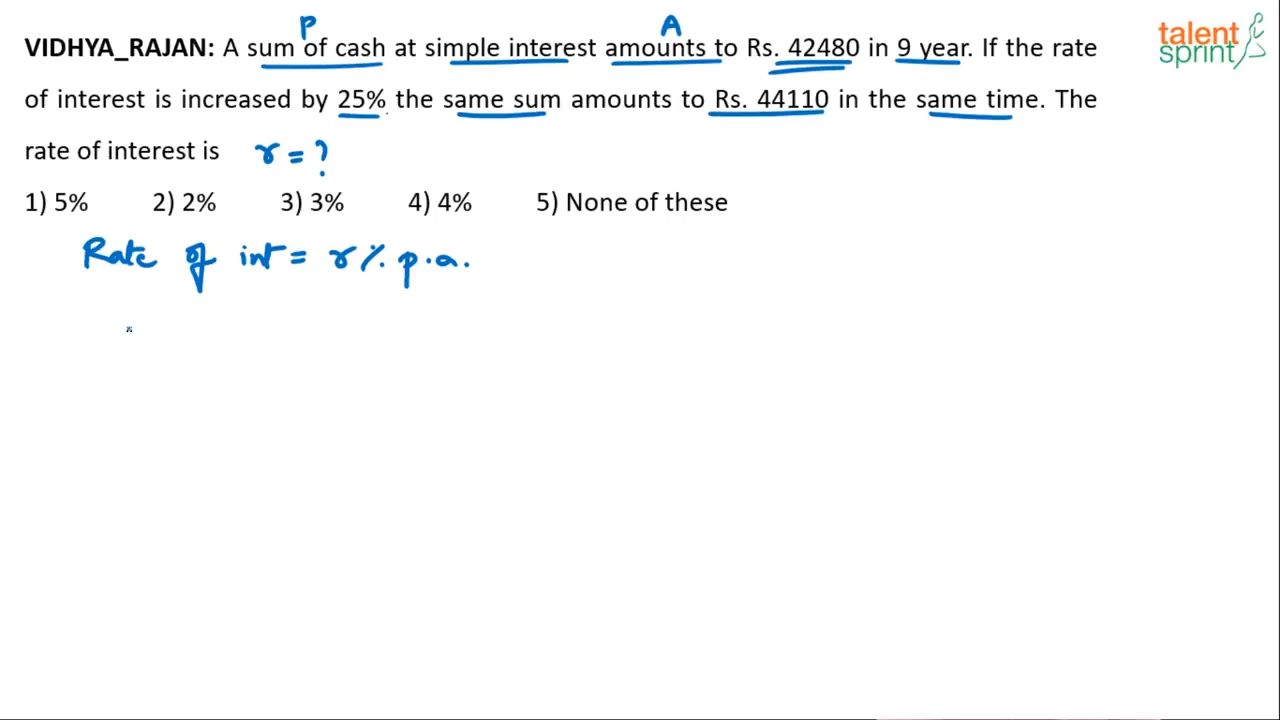 P A
talent
sprint
VIDHYA_RAJAN: A sum of cash at simple interest amounts to Rs. 42480 in 9 year. If the rate
of interest is increased by 25% the same sum amounts to Rs. 44110 in the same time. The
rate of interest is r = ?
1) 5% 2) 2% 3) 3% 4) 4% 5) None of these
Rate of int = r % p.a.